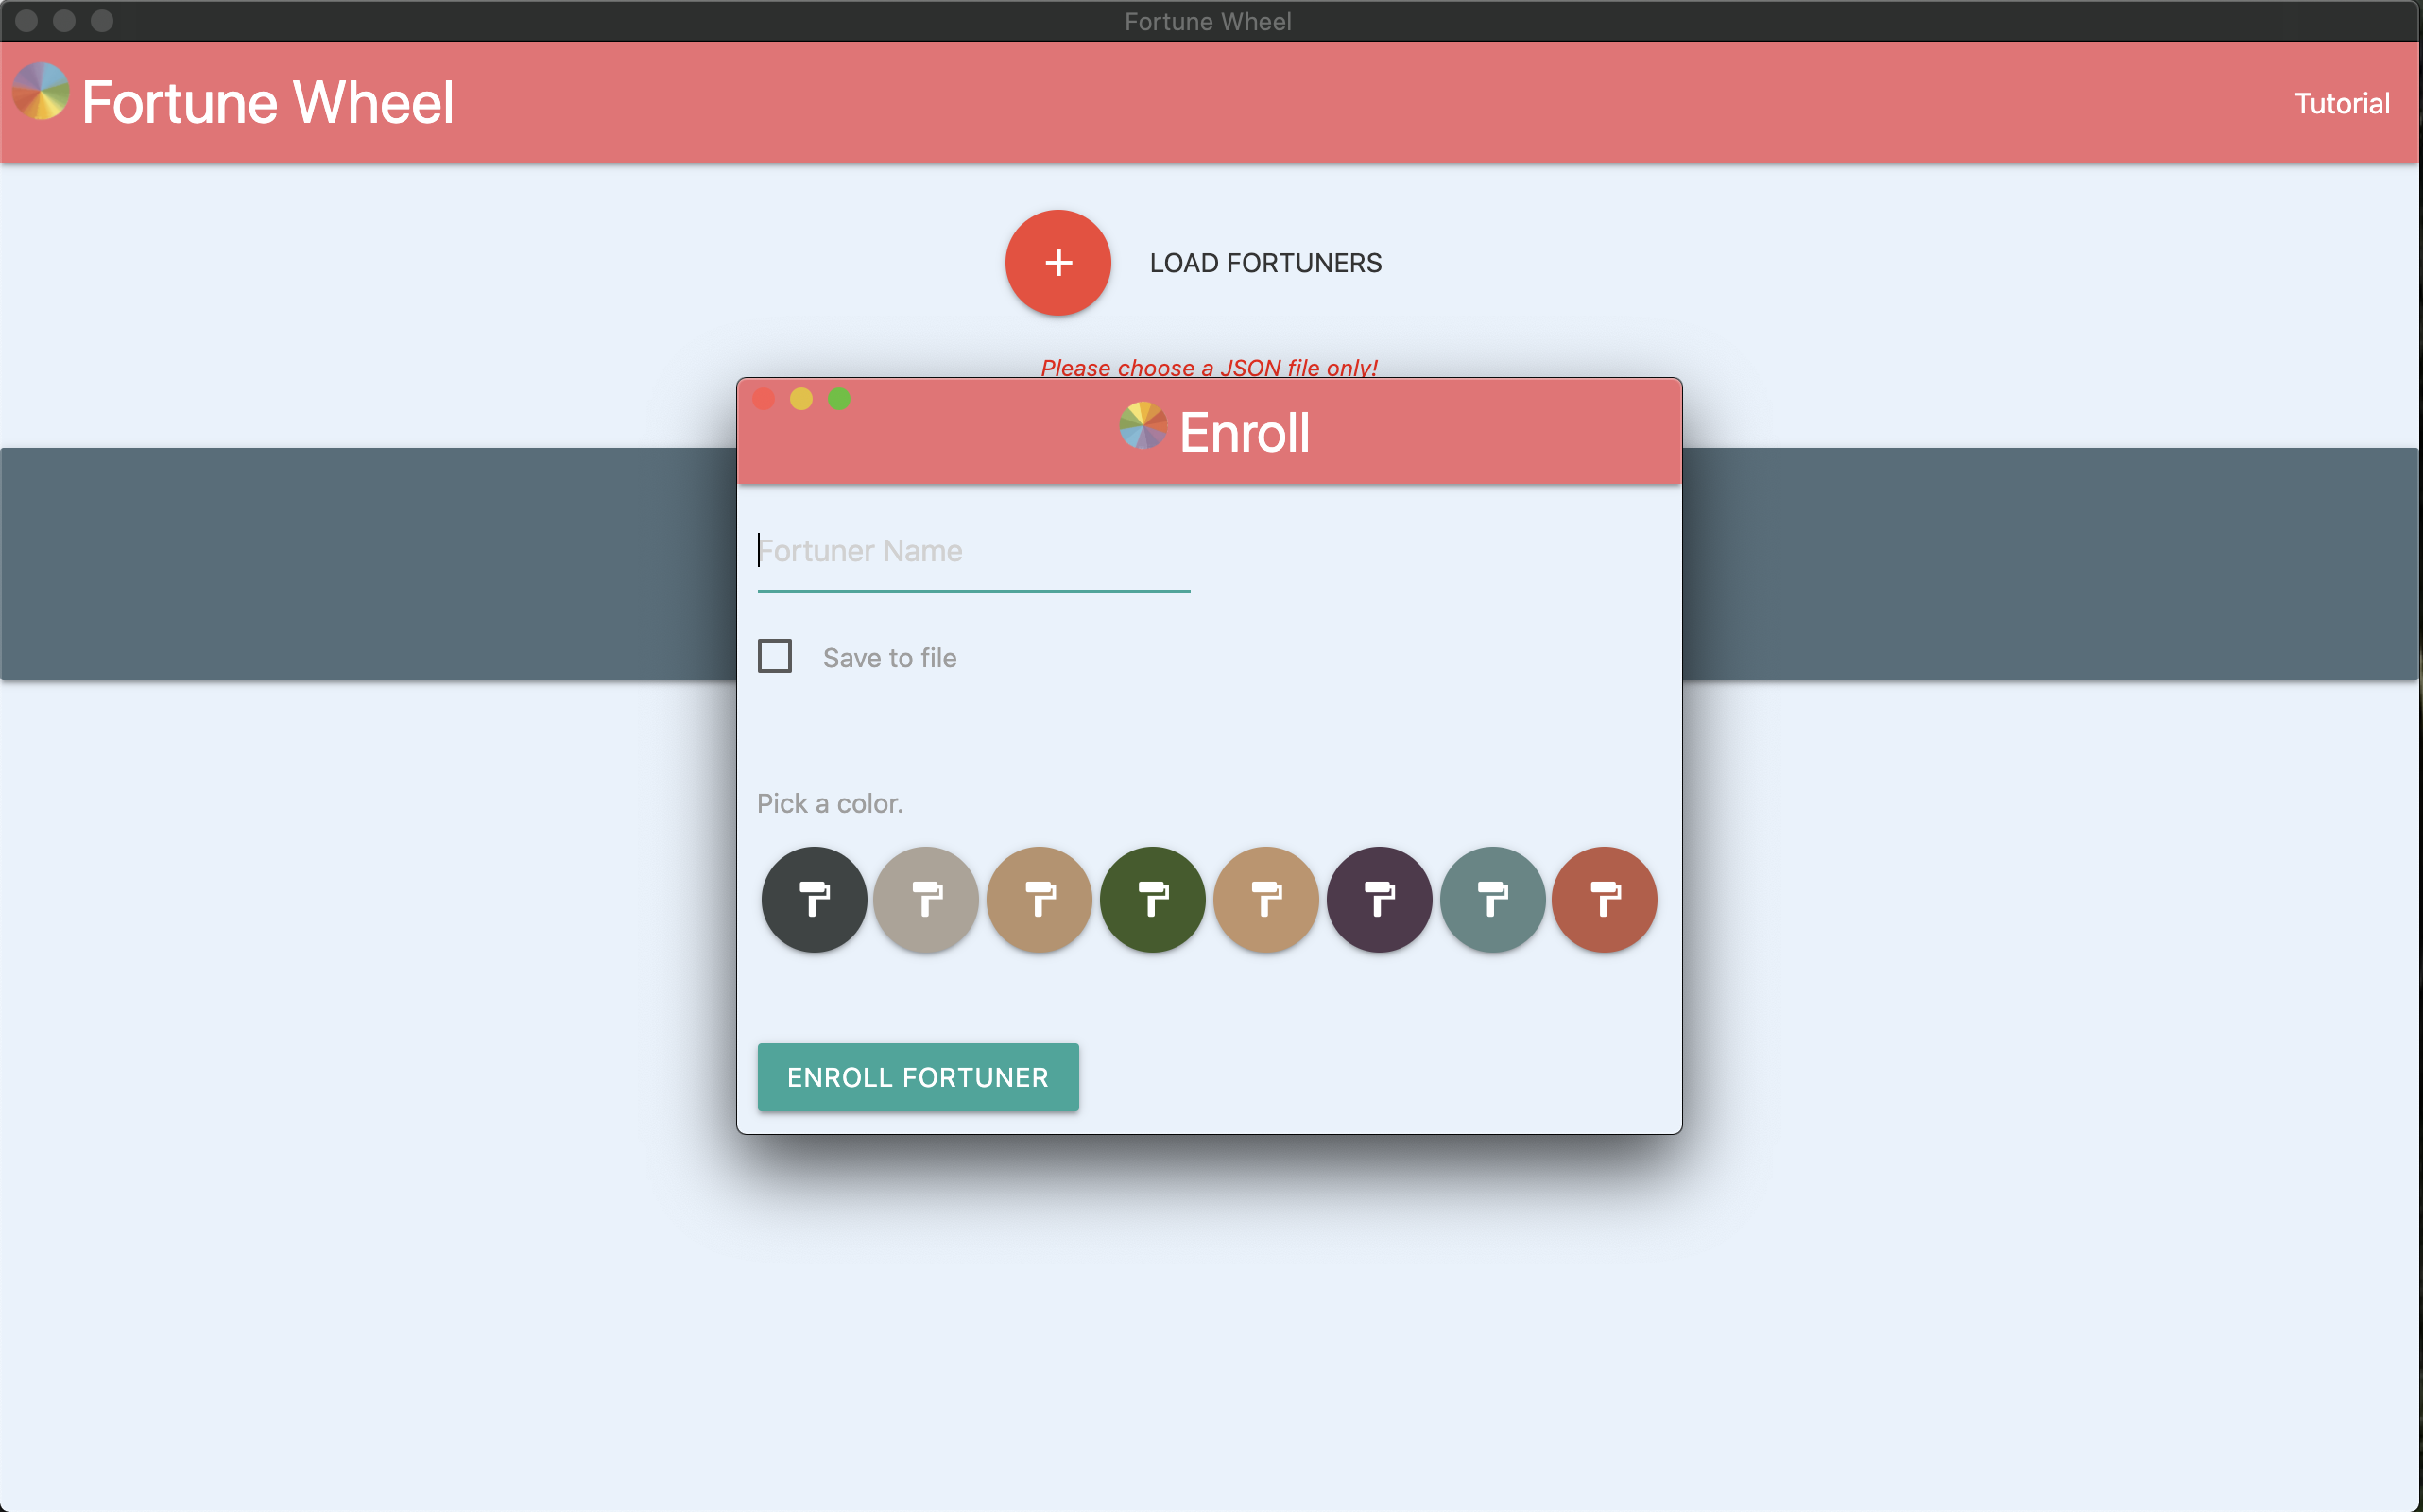 Fortune Wheel
Fortune Wheel
Tutorial
LOAD FORTUNERS
Please choose a JSON file only!
Enroll
Fortuner Name
Save to file
Pick a color.
ENROLL FORTUNER